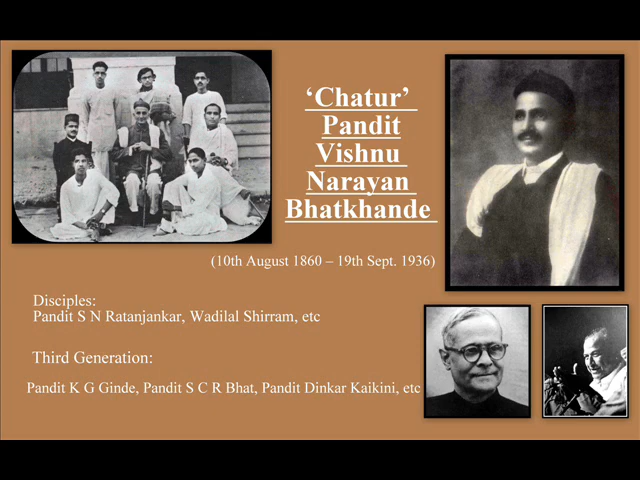 ‘Chatur’
Pandit
Vishnu
Narayan
Bhatkhande
(10th August 1860 – 19th Sept. 1936)
Disciples:
Pandit S N Ratanjankar, Wadilal Shirram, etc
Third Generation:
Pandit K G Ginde, Pandit S C R Bhat, Pandit Dinkar Kaikini, etc